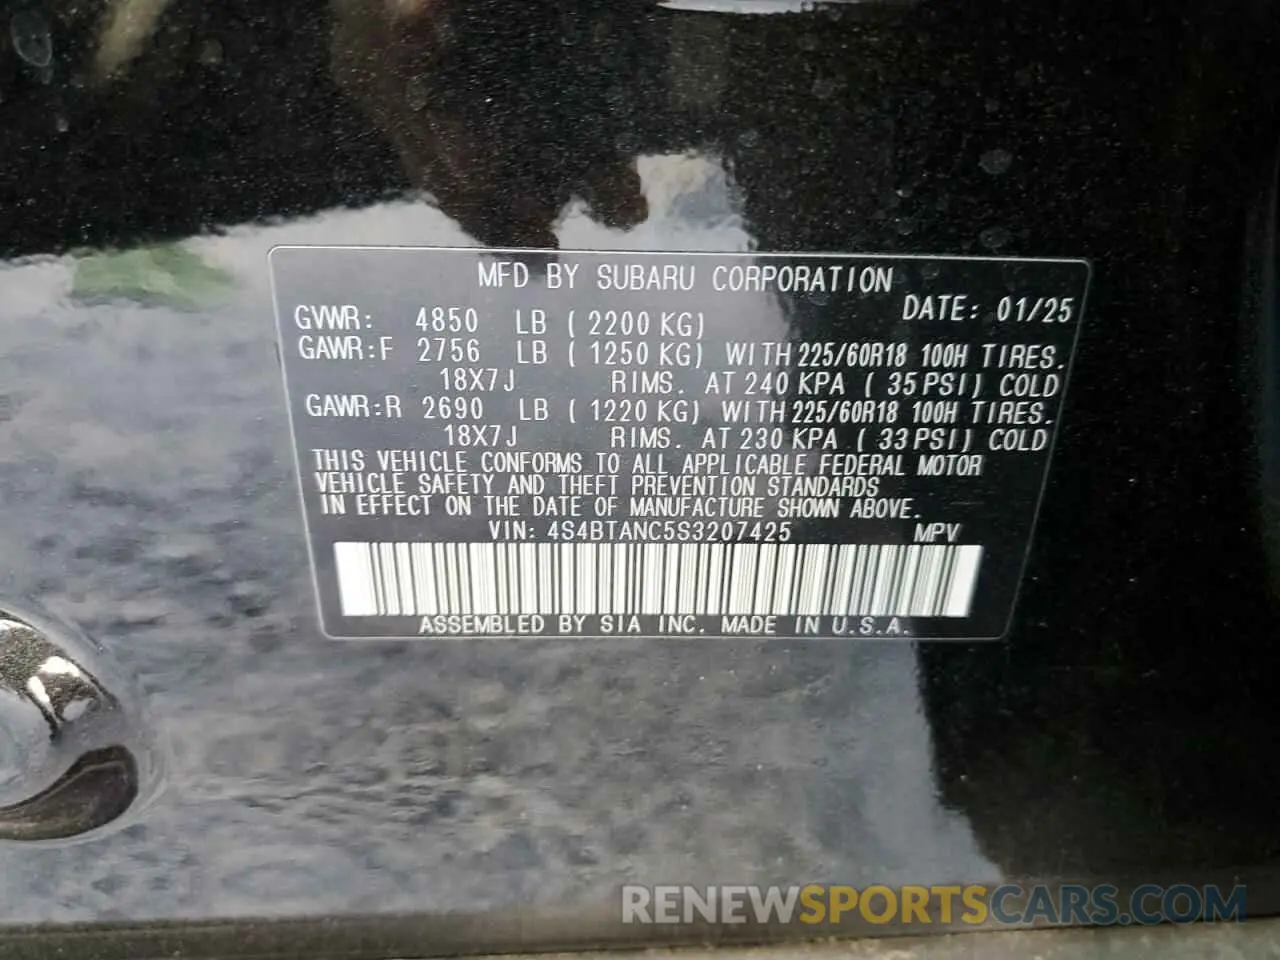 MFD BY SUBARU CORPORATION
DATE: 01/25
GVWR: 4850 LB (2200 KG)
GAWR:F 2756 LB (1250 KG) WITH 225/60R18 100H TIRES.
18X7J RIMS. AT 240 KPA (35PSI) COLD
GAWR:R 2690 LB (1220 KG) WITH 225/60R18 100H TIRES.
18X7J RIMS. AT 230 KPA (33PSI) COLD
THIS VEHICLE CONFORMS TO ALL APPLICABLE FEDERAL MOTOR
VEHICLE SAFETY AND THEFT PREVENTION STANDARDS
IN EFFECT ON THE DATE OF MANUFACTURE SHOWN ABOVE.
VIN: 4S4BTANC5S3207425 MPV
ASSEMBLED BY SIA INC. MADE IN U.S.A.
RENEWSPORTSCARS.COM